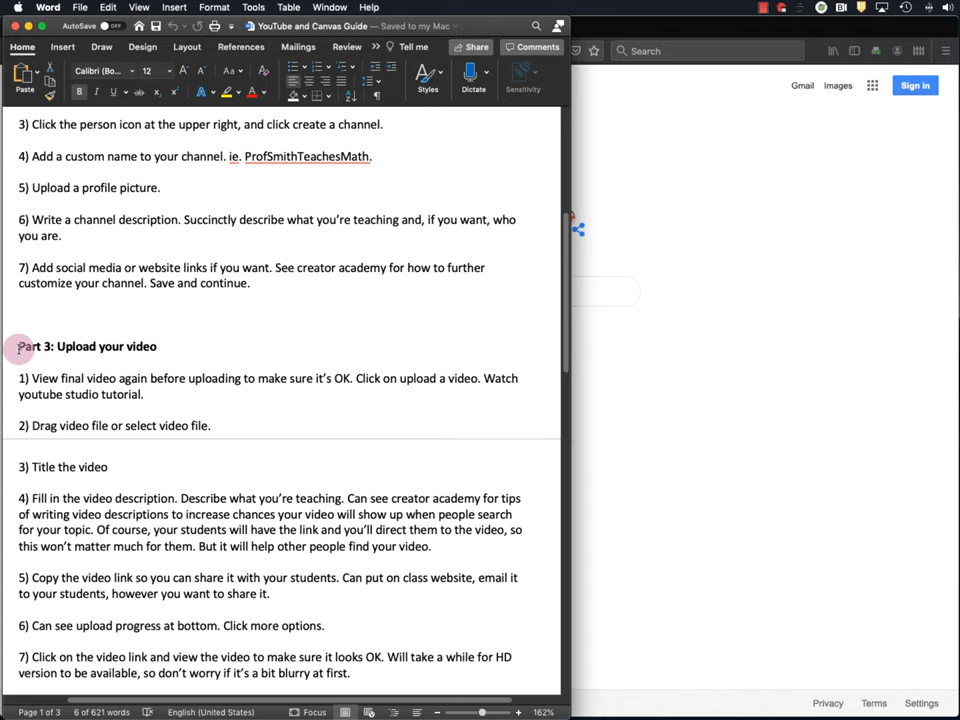 Word File Edit View Insert Format Tools Table Window Help
AutoSave OFF YouTube and Canvas Guide — Saved to my Mac
Home Insert Draw Design Layout References Mailings Review Tell me Share Comments
Search
Paste Calibri (Bo... 12 Aa Styles Dictate Sensitivity
B I U ab x x A A
Gmail Images Sign in
3) Click the person icon at the upper right, and click create a channel.
4) Add a custom name to your channel. ie. ProfSmithTeachesMath.
5) Upload a profile picture.
6) Write a channel description. Succinctly describe what you’re teaching and, if you want, who
you are.
7) Add social media or website links if you want. See creator academy for how to further
customize your channel. Save and continue.
Part 3: Upload your video
1) View final video again before uploading to make sure it’s OK. Click on upload a video. Watch
youtube studio tutorial.
2) Drag video file or select video file.
3) Title the video
4) Fill in the video description. Describe what you’re teaching. Can see creator academy for tips
of writing video descriptions to increase chances your video will show up when people search
for your topic. Of course, your students will have the link and you’ll direct them to the video, so
this won’t matter much for them. But it will help other people find your video.
5) Copy the video link so you can share it with your students. Can put on class website, email it
to your students, however you want to share it.
6) Can see upload progress at bottom. Click more options.
7) Click on the video link and view the video to make sure it looks OK. Will take a while for HD
version to be available, so don’t worry if it’s a bit blurry at first.
Page 1 of 3 6 of 621 words English (United States) Focus 162%
Privacy Terms Settings